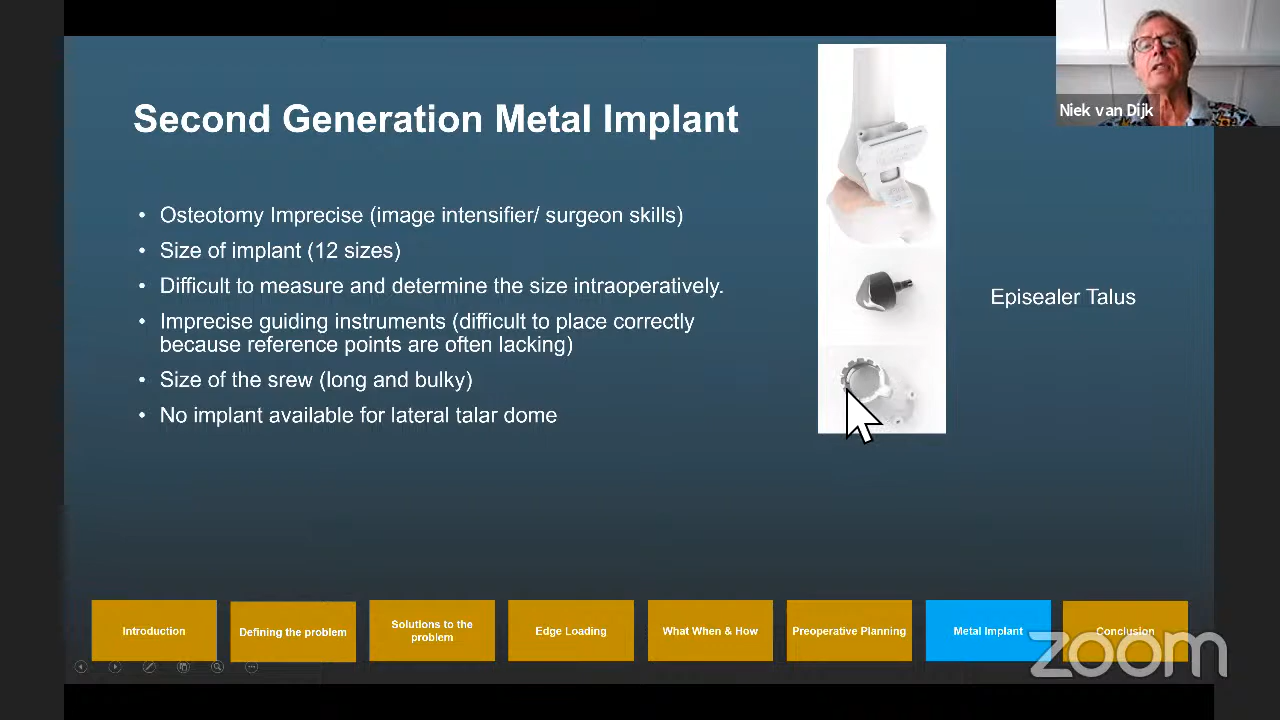 Niek van Dijk
Second Generation Metal Implant
• Osteotomy Imprecise (image intensifier/ surgeon skills)
• Size of implant (12 sizes)
• Difficult to measure and determine the size intraoperatively.
• Imprecise guiding instruments (difficult to place correctly
because reference points are often lacking)
• Size of the srew (long and bulky)
• No implant available for lateral talar dome
Episealer Talus
Introduction
Defining the problem
Solutions to the
problem
Edge Loading
What When & How
Preoperative Planning
Metal Implant
Conclusion
zoom